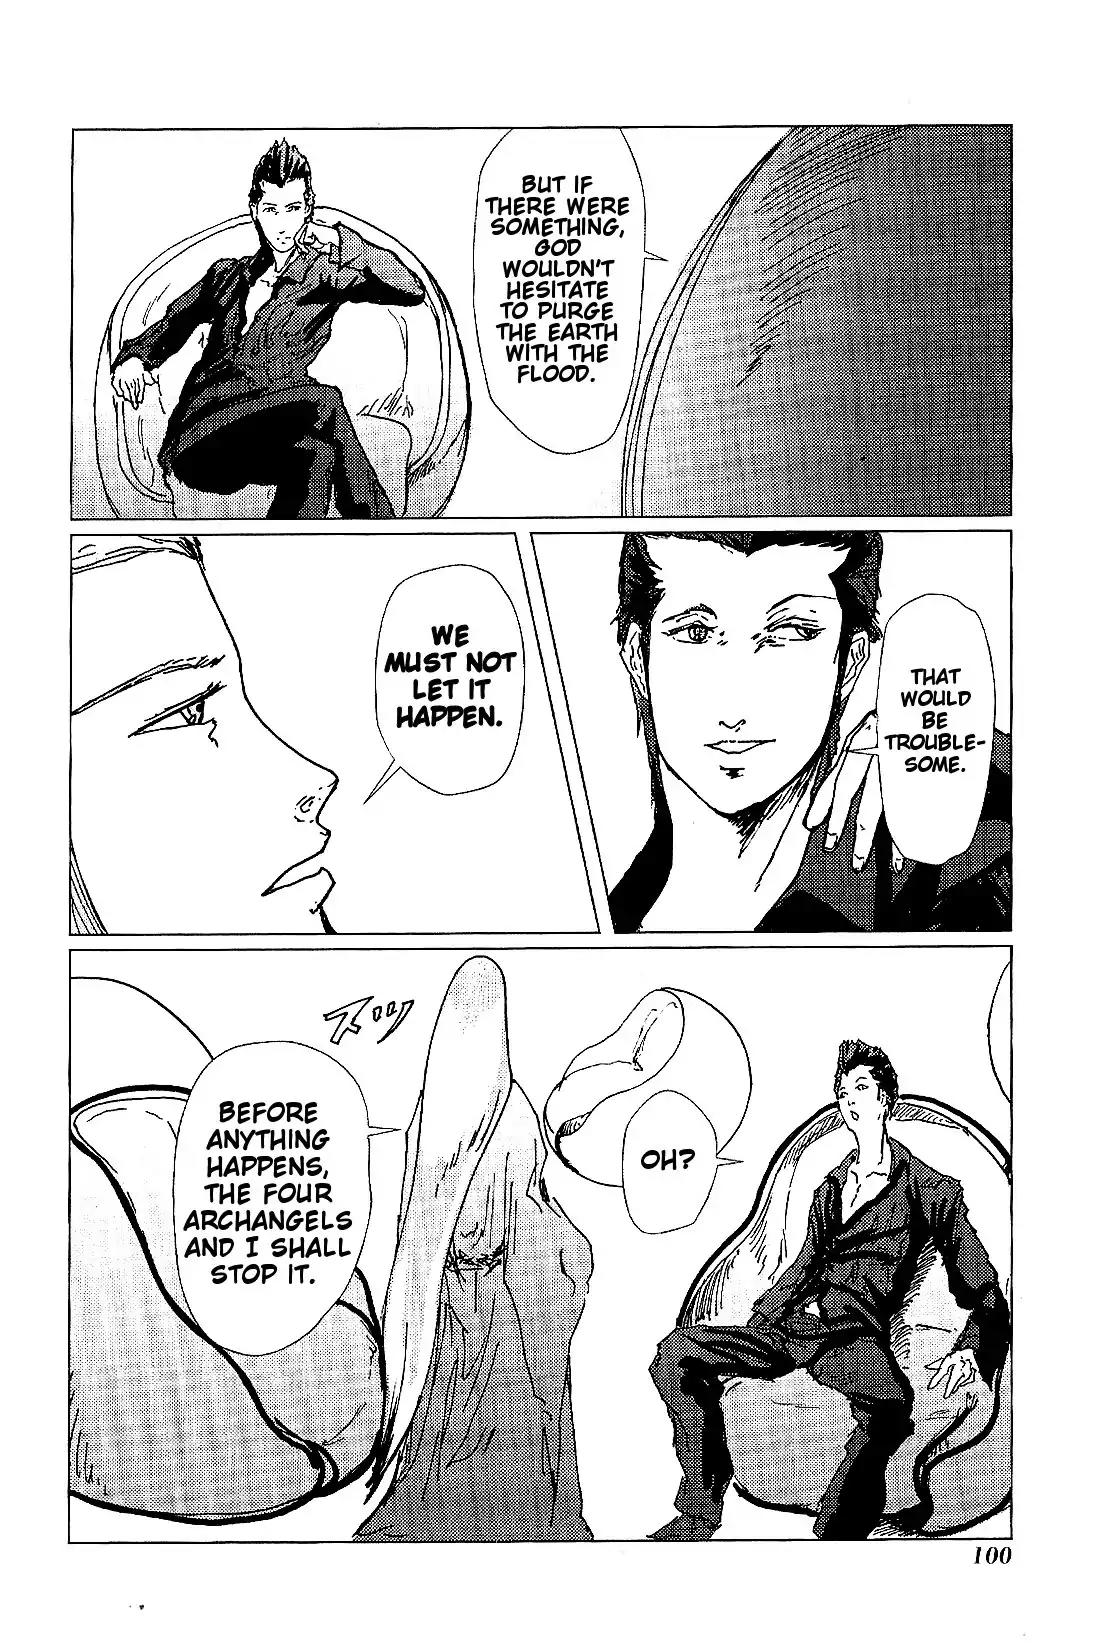 BUT IF
THERE WERE
SOMETHING,
GOD
WOULDN'T
HESITATE
TO PURGE
THE EARTH
WITH THE
FLOOD.
THAT
WOULD
BE
TROUBLE-
SOME.
WE
MUST NOT
LET IT
HAPPEN.
OH?
ズッ
BEFORE
ANYTHING
HAPPENS,
THE FOUR
ARCHANGELS
AND I SHALL
STOP IT.
100